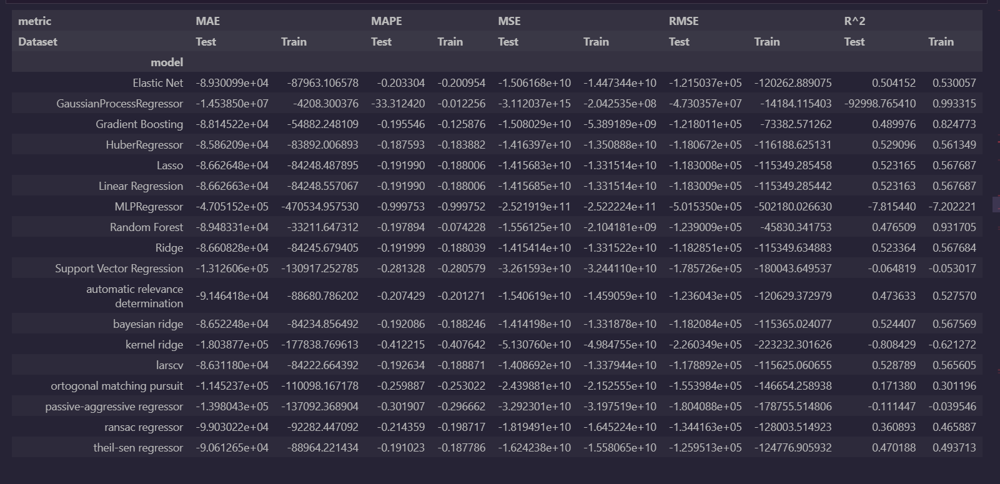 metric MAE MAPE MSE RMSE R^2
Dataset Test Train Test Train Test Train Test Train Test Train
model
Elastic Net -8.930099e+04 -87963.106578 -0.203304 -0.200954 -1.506168e+10 -1.447344e+10 -1.215037e+05 -120262.889075 0.504152 0.530057
GaussianProcessRegressor -1.453850e+07 -4208.300376 -33.312420 -0.012256 -3.112037e+15 -2.042535e+08 -4.730357e+07 -14184.115403 -92998.765410 0.993315
Gradient Boosting -8.814522e+04 -54882.248109 -0.195546 -0.125876 -1.508029e+10 -5.389189e+09 -1.218011e+05 -73382.571262 0.489976 0.824773
HuberRegressor -8.586209e+04 -83892.006893 -0.187593 -0.183882 -1.416397e+10 -1.350888e+10 -1.180672e+05 -116188.625131 0.529096 0.561349
Lasso -8.662648e+04 -84248.487895 -0.191990 -0.188006 -1.415683e+10 -1.331514e+10 -1.183008e+05 -115349.285458 0.523165 0.567687
Linear Regression -8.662663e+04 -84248.557067 -0.191990 -0.188006 -1.415685e+10 -1.331514e+10 -1.183009e+05 -115349.285442 0.523163 0.567687
MLPRegressor -4.705152e+05 -470534.957530 -0.999753 -0.999752 -2.521919e+11 -2.522224e+11 -5.015350e+05 -502180.026630 -7.815440 -7.202221
Random Forest -8.948331e+04 -33211.647312 -0.197894 -0.074228 -1.556125e+10 -2.104181e+09 -1.239009e+05 -45830.341753 0.476509 0.931705
Ridge -8.660828e+04 -84245.679405 -0.191999 -0.188039 -1.415414e+10 -1.331522e+10 -1.182851e+05 -115349.634883 0.523364 0.567684
Support Vector Regression -1.312606e+05 -130917.252785 -0.281328 -0.280579 -3.261593e+10 -3.244110e+10 -1.785726e+05 -180043.649537 -0.064819 -0.053017
automatic relevance
determination -9.146418e+04 -88680.786202 -0.207429 -0.201271 -1.540619e+10 -1.459059e+10 -1.236043e+05 -120629.372979 0.473633 0.527570
bayesian ridge -8.652248e+04 -84234.856492 -0.192086 -0.188246 -1.414198e+10 -1.331878e+10 -1.182084e+05 -115365.024077 0.524407 0.567569
kernel ridge -1.803877e+05 -177838.769613 -0.412215 -0.407642 -5.130760e+10 -4.984755e+10 -2.260349e+05 -223232.301626 -0.808429 -0.621272
larscv -8.631180e+04 -84222.664392 -0.192634 -0.188871 -1.408692e+10 -1.337944e+10 -1.178892e+05 -115625.060655 0.528789 0.565605
ortogonal matching pursuit -1.145237e+05 -110098.167178 -0.259887 -0.253022 -2.439881e+10 -2.152555e+10 -1.553984e+05 -146654.258938 0.171380 0.301196
passive-aggressive regressor -1.398043e+05 -137092.368904 -0.301907 -0.296662 -3.292301e+10 -3.197519e+10 -1.804088e+05 -178755.514806 -0.111447 -0.039546
ransac regressor -9.903022e+04 -92282.447092 -0.214359 -0.198717 -1.819491e+10 -1.645224e+10 -1.344163e+05 -128003.514923 0.360893 0.465887
theil-sen regressor -9.061265e+04 -88964.221434 -0.191023 -0.187786 -1.624238e+10 -1.558065e+10 -1.259513e+05 -124776.905932 0.470188 0.493713